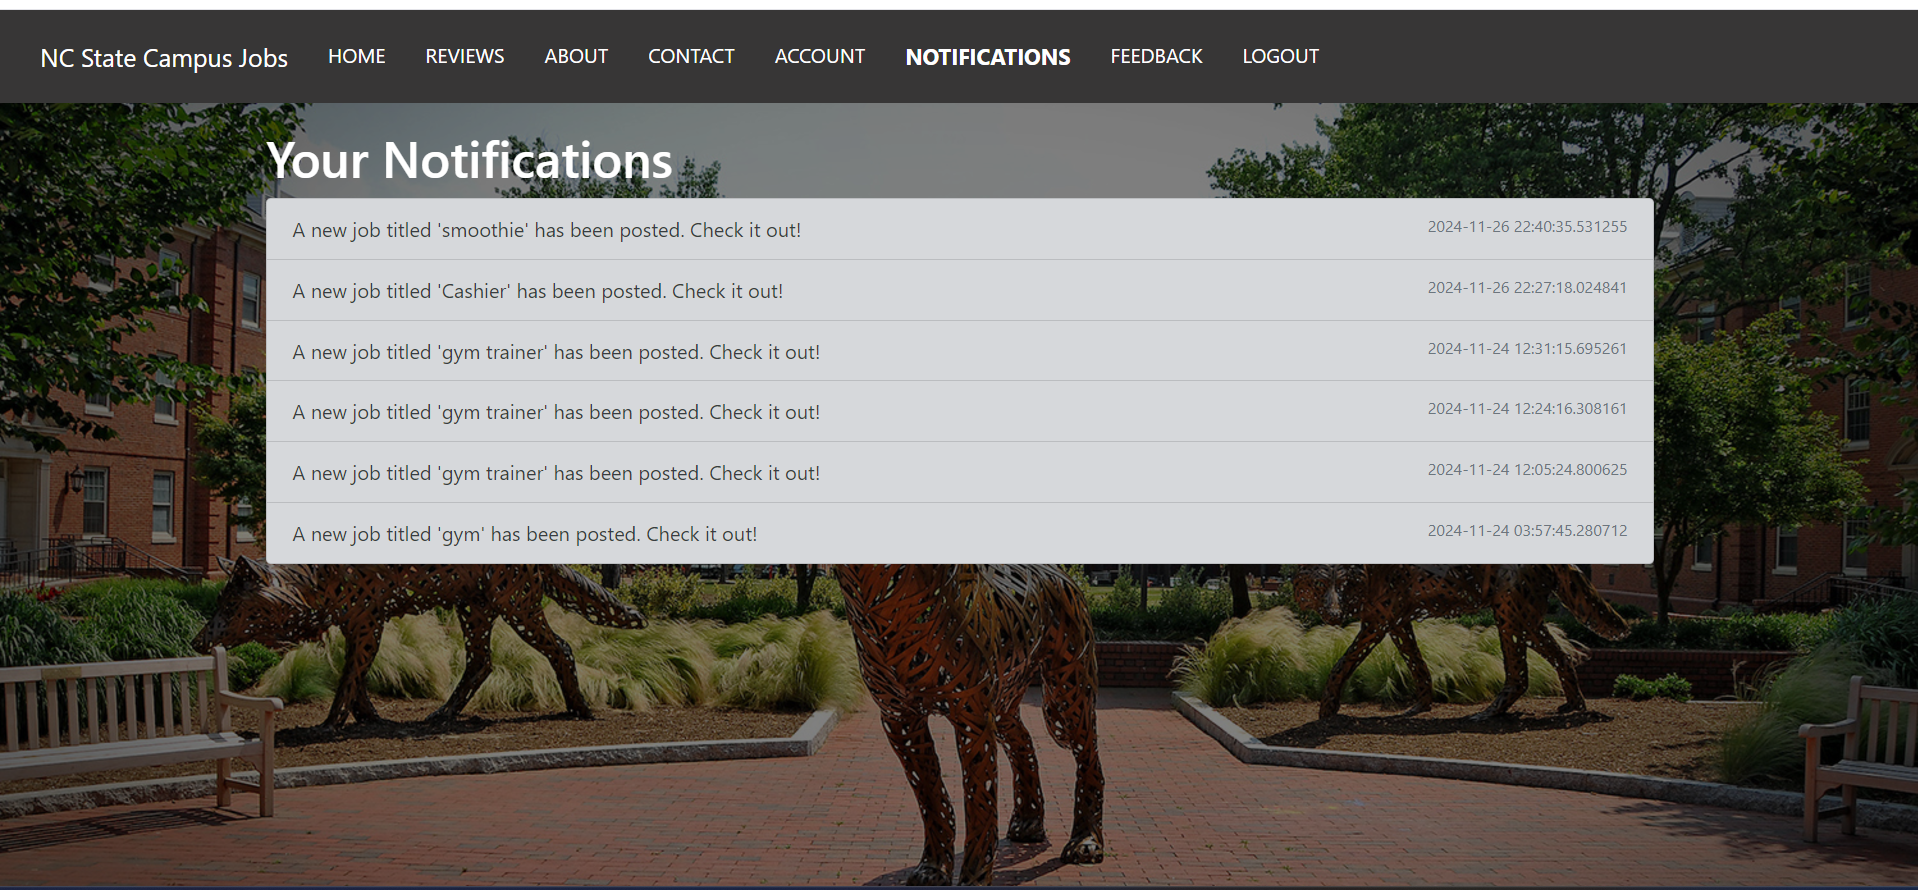 NC State Campus Jobs HOME REVIEWS ABOUT CONTACT ACCOUNT NOTIFICATIONS FEEDBACK LOGOUT
Your Notifications
A new job titled 'smoothie' has been posted. Check it out! 2024-11-26 22:40:35.531255
A new job titled 'Cashier' has been posted. Check it out! 2024-11-26 22:27:18.024841
A new job titled 'gym trainer' has been posted. Check it out! 2024-11-24 12:31:15.695261
A new job titled 'gym trainer' has been posted. Check it out! 2024-11-24 12:24:16.308161
A new job titled 'gym trainer' has been posted. Check it out! 2024-11-24 12:05:24.800625
A new job titled 'gym' has been posted. Check it out! 2024-11-24 03:57:45.280712